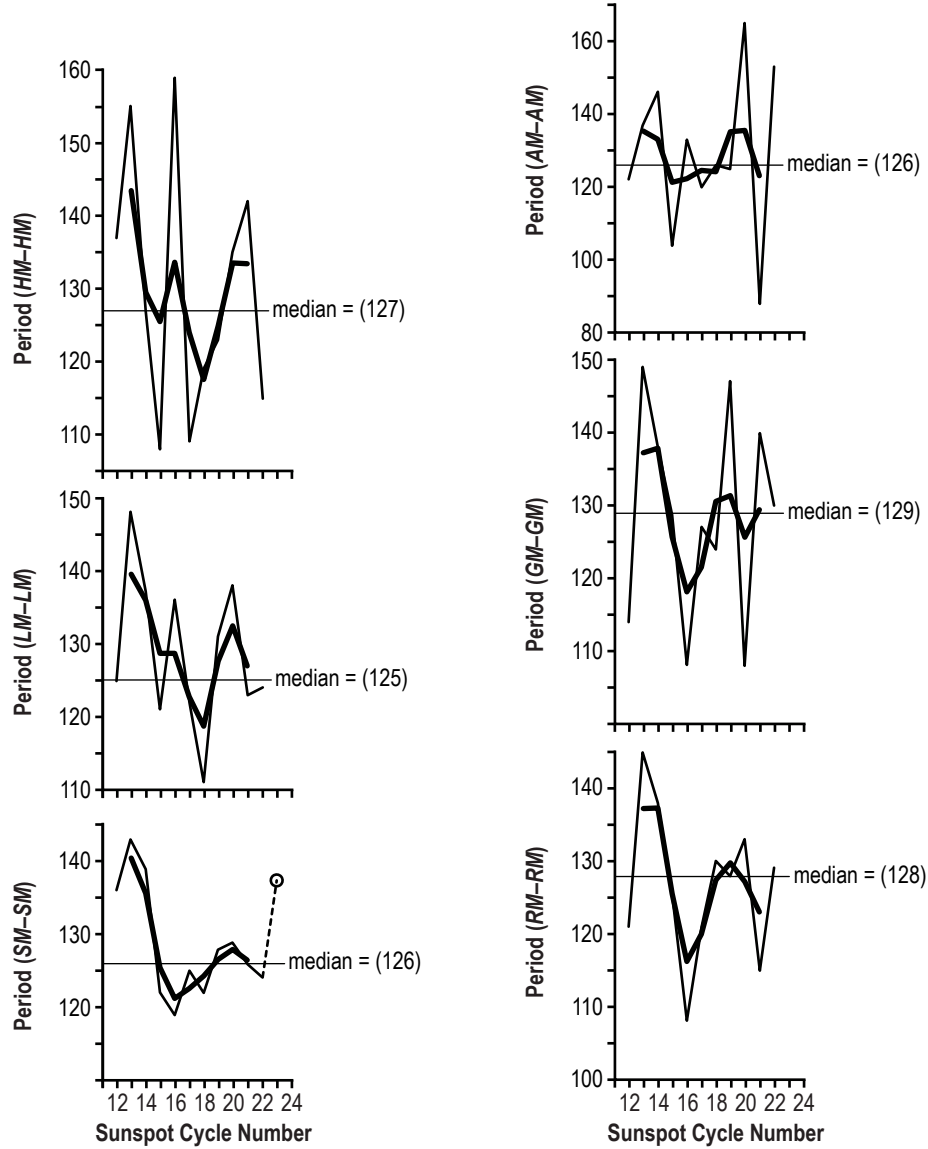 160
150
140
130
120
110
Period (HM–HM)
median = (127)
150
140
130
120
110
Period (LM–LM)
median = (125)
140
130
120
Period (SM–SM)
median = (126)
12 14 16 18 20 22 24
Sunspot Cycle Number
160
140
120
100
80
Period (AM–AM)
median = (126)
150
140
130
120
110
Period (GM–GM)
median = (129)
140
130
120
110
100
Period (RM–RM)
median = (128)
12 14 16 18 20 22 24
Sunspot Cycle Number